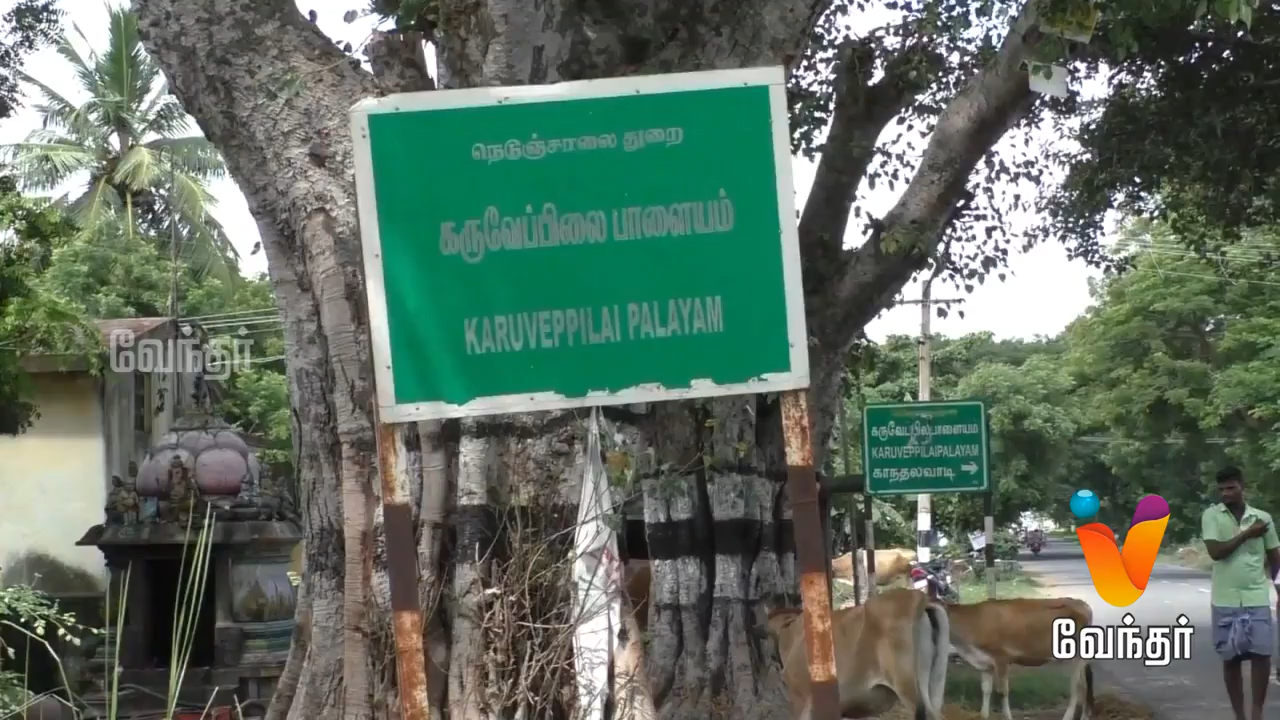 நெடுஞ்சாலை துறை
கருவேப்பிலை பாளையம்
KARUVEPPILAI PALAYAM
வேந்தர்
கருவேப்பிலைபாளையம்
KARUVEPPILAIPALAYAM
காந்தலவாடி →
வேந்தர்